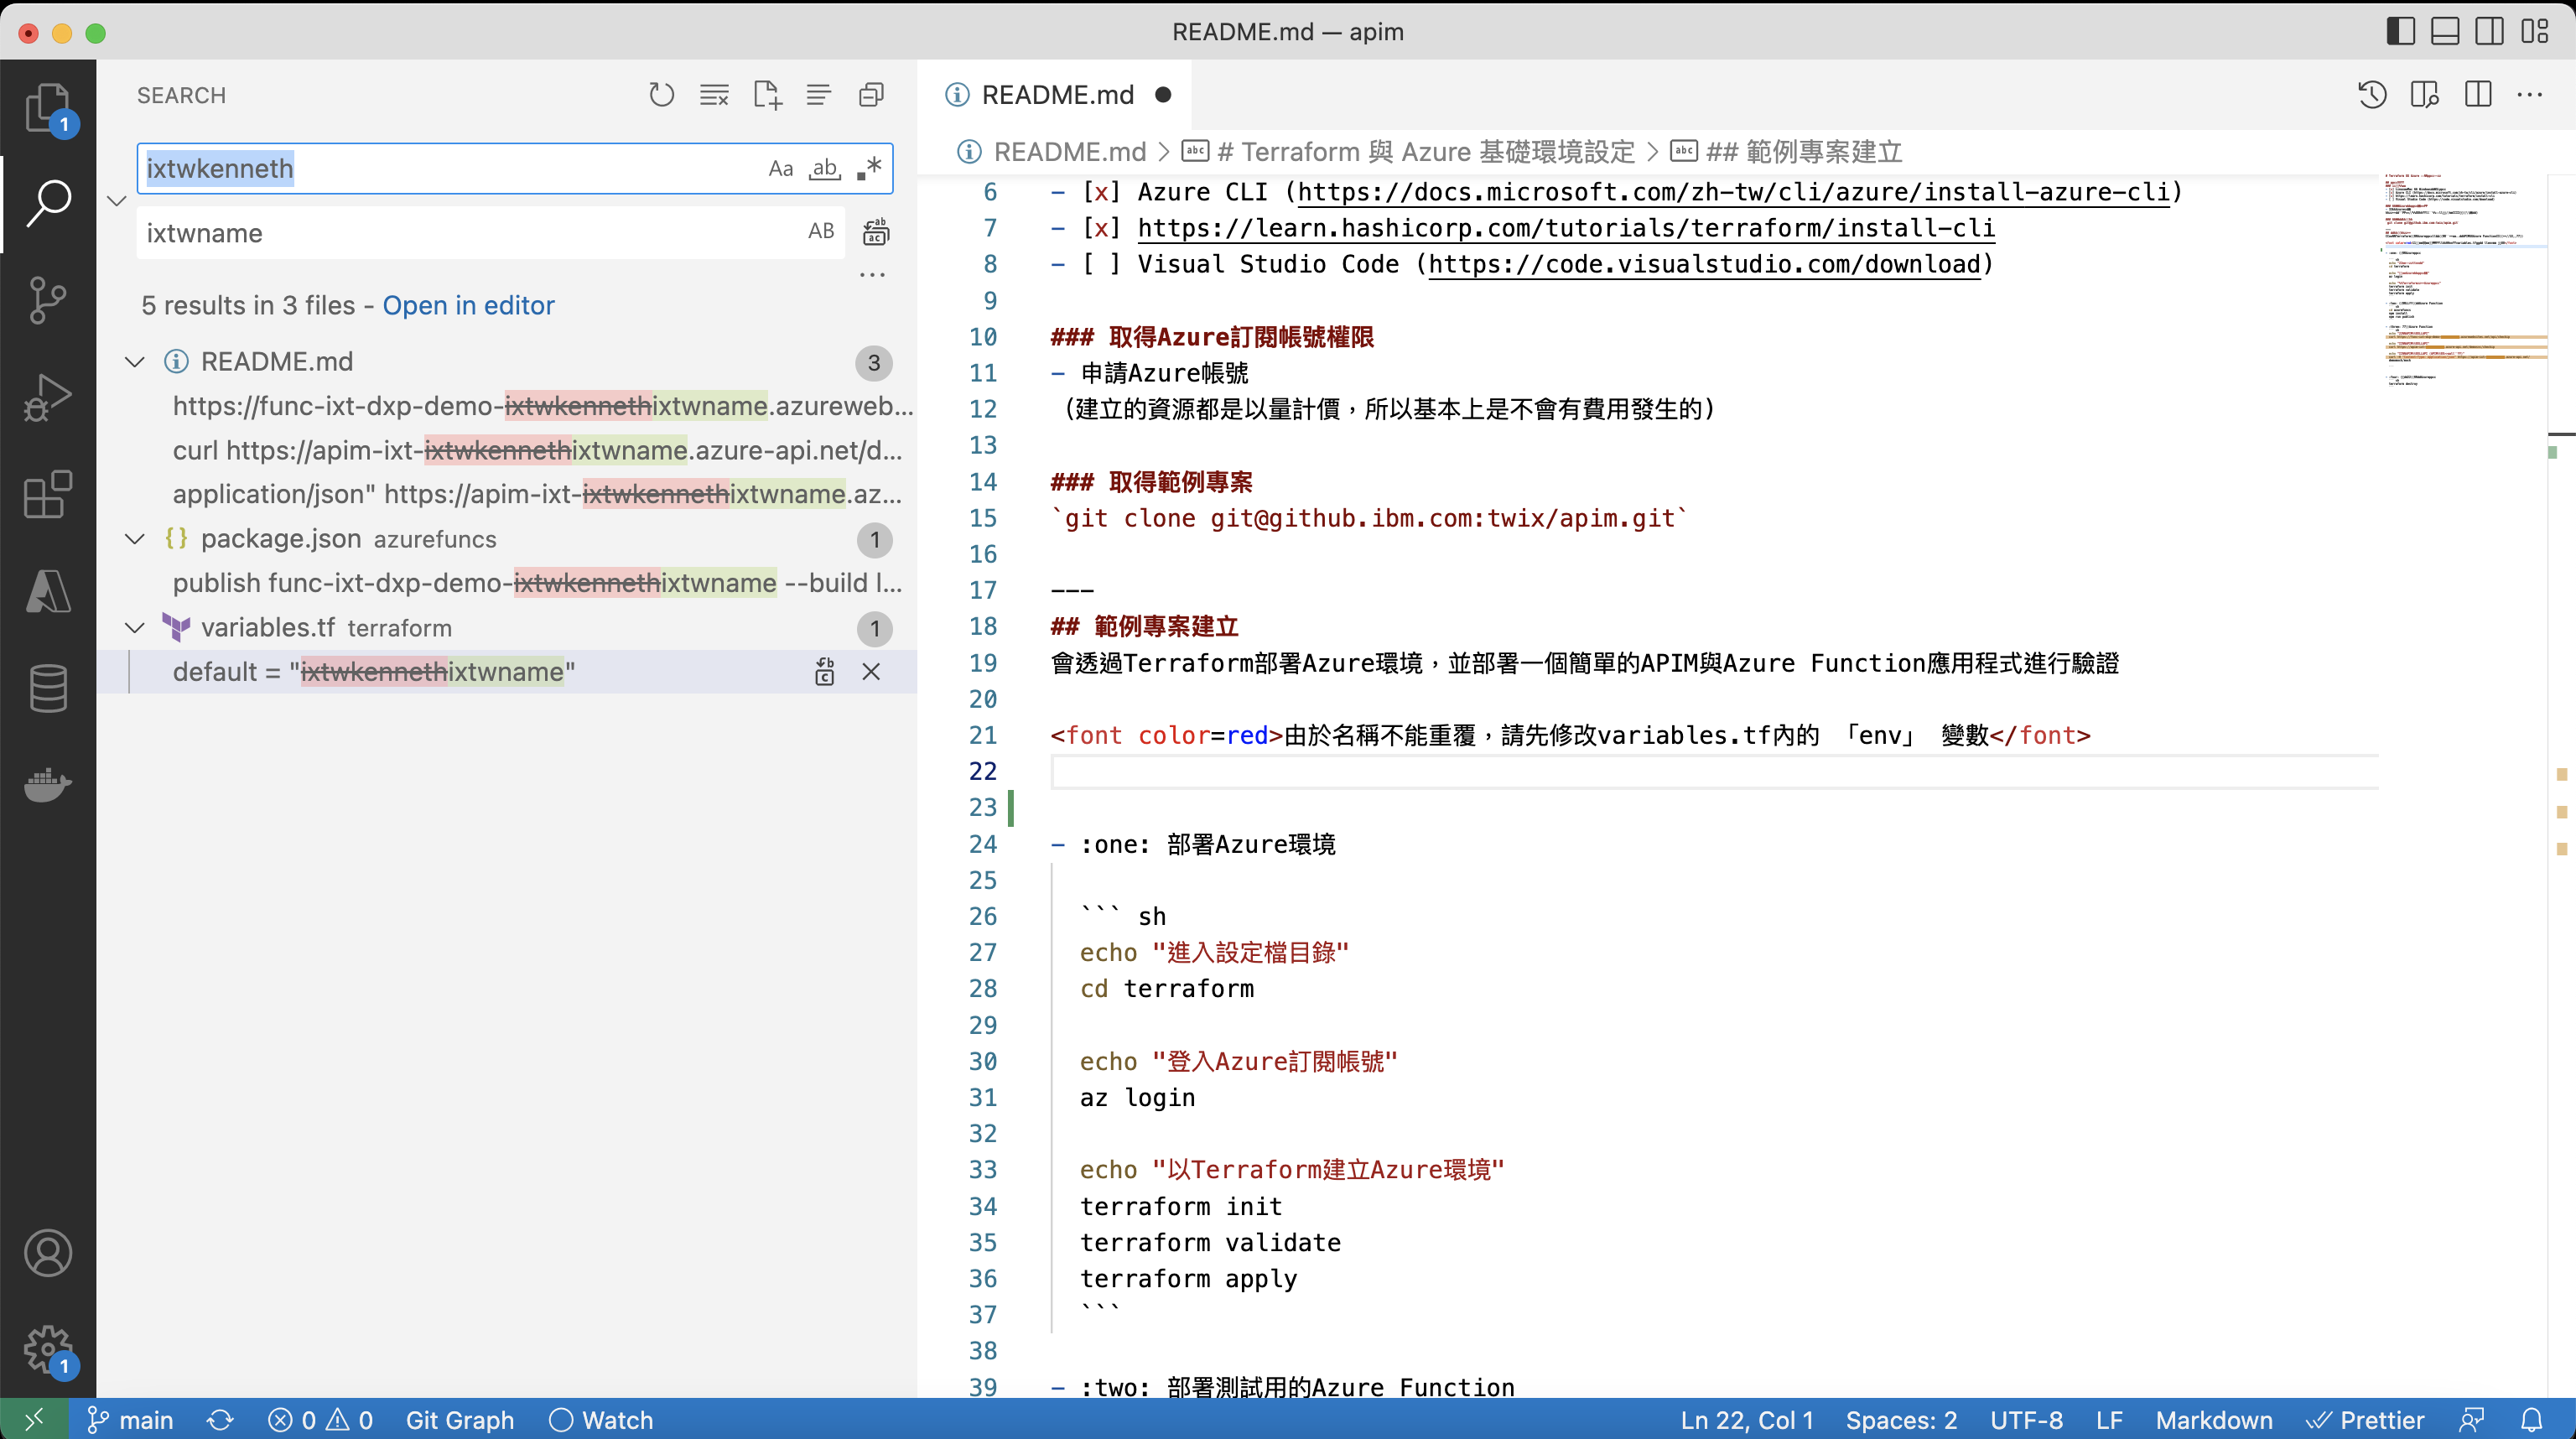 README.md — apim
SEARCH
ixtwkenneth
Aa
ab
ixtwname
AB
5 results in 3 files - Open in editor
README.md
3
https://func-ixt-dxp-demo-ixtwkennethixtwname.azureweb...
curl https://apim-ixt-ixtwkennethixtwname.azure-api.net/d...
application/json" https://apim-ixt-ixtwkennethixtwname.az...
{} package.json azurefuncs
1
publish func-ixt-dxp-demo-ixtwkennethixtwname --build l...
variables.tf terraform
1
default = "ixtwkennethixtwname"
1
1
README.md
README.md > # Terraform 與 Azure 基礎環境設定 > ## 範例專案建立
6 - [x] Azure CLI (https://docs.microsoft.com/zh-tw/cli/azure/install-azure-cli)
7 - [x] https://learn.hashicorp.com/tutorials/terraform/install-cli
8 - [ ] Visual Studio Code (https://code.visualstudio.com/download)
9
10 ### 取得Azure訂閱帳號權限
11 - 申請Azure帳號
12 (建立的資源都是以量計價，所以基本上是不會有費用發生的)
13
14 ### 取得範例專案
15 `git clone git@github.ibm.com:twix/apim.git`
16
17 ---
18 ## 範例專案建立
19 會透過Terraform部署Azure環境，並部署一個簡單的APIM與Azure Function應用程式進行驗證
20
21 <font color=red>由於名稱不能重覆，請先修改variables.tf內的 「env」 變數</font>
22
23
24 - :one: 部署Azure環境
25
26 ``` sh
27 echo "進入設定檔目錄"
28 cd terraform
29
30 echo "登入Azure訂閱帳號"
31 az login
32
33 echo "以Terraform建立Azure環境"
34 terraform init
35 terraform validate
36 terraform apply
37 ```
38
39 - :two: 部署測試用的Azure Function
main
0
0
Git Graph
Watch
Ln 22, Col 1
Spaces: 2
UTF-8
LF
Markdown
Prettier